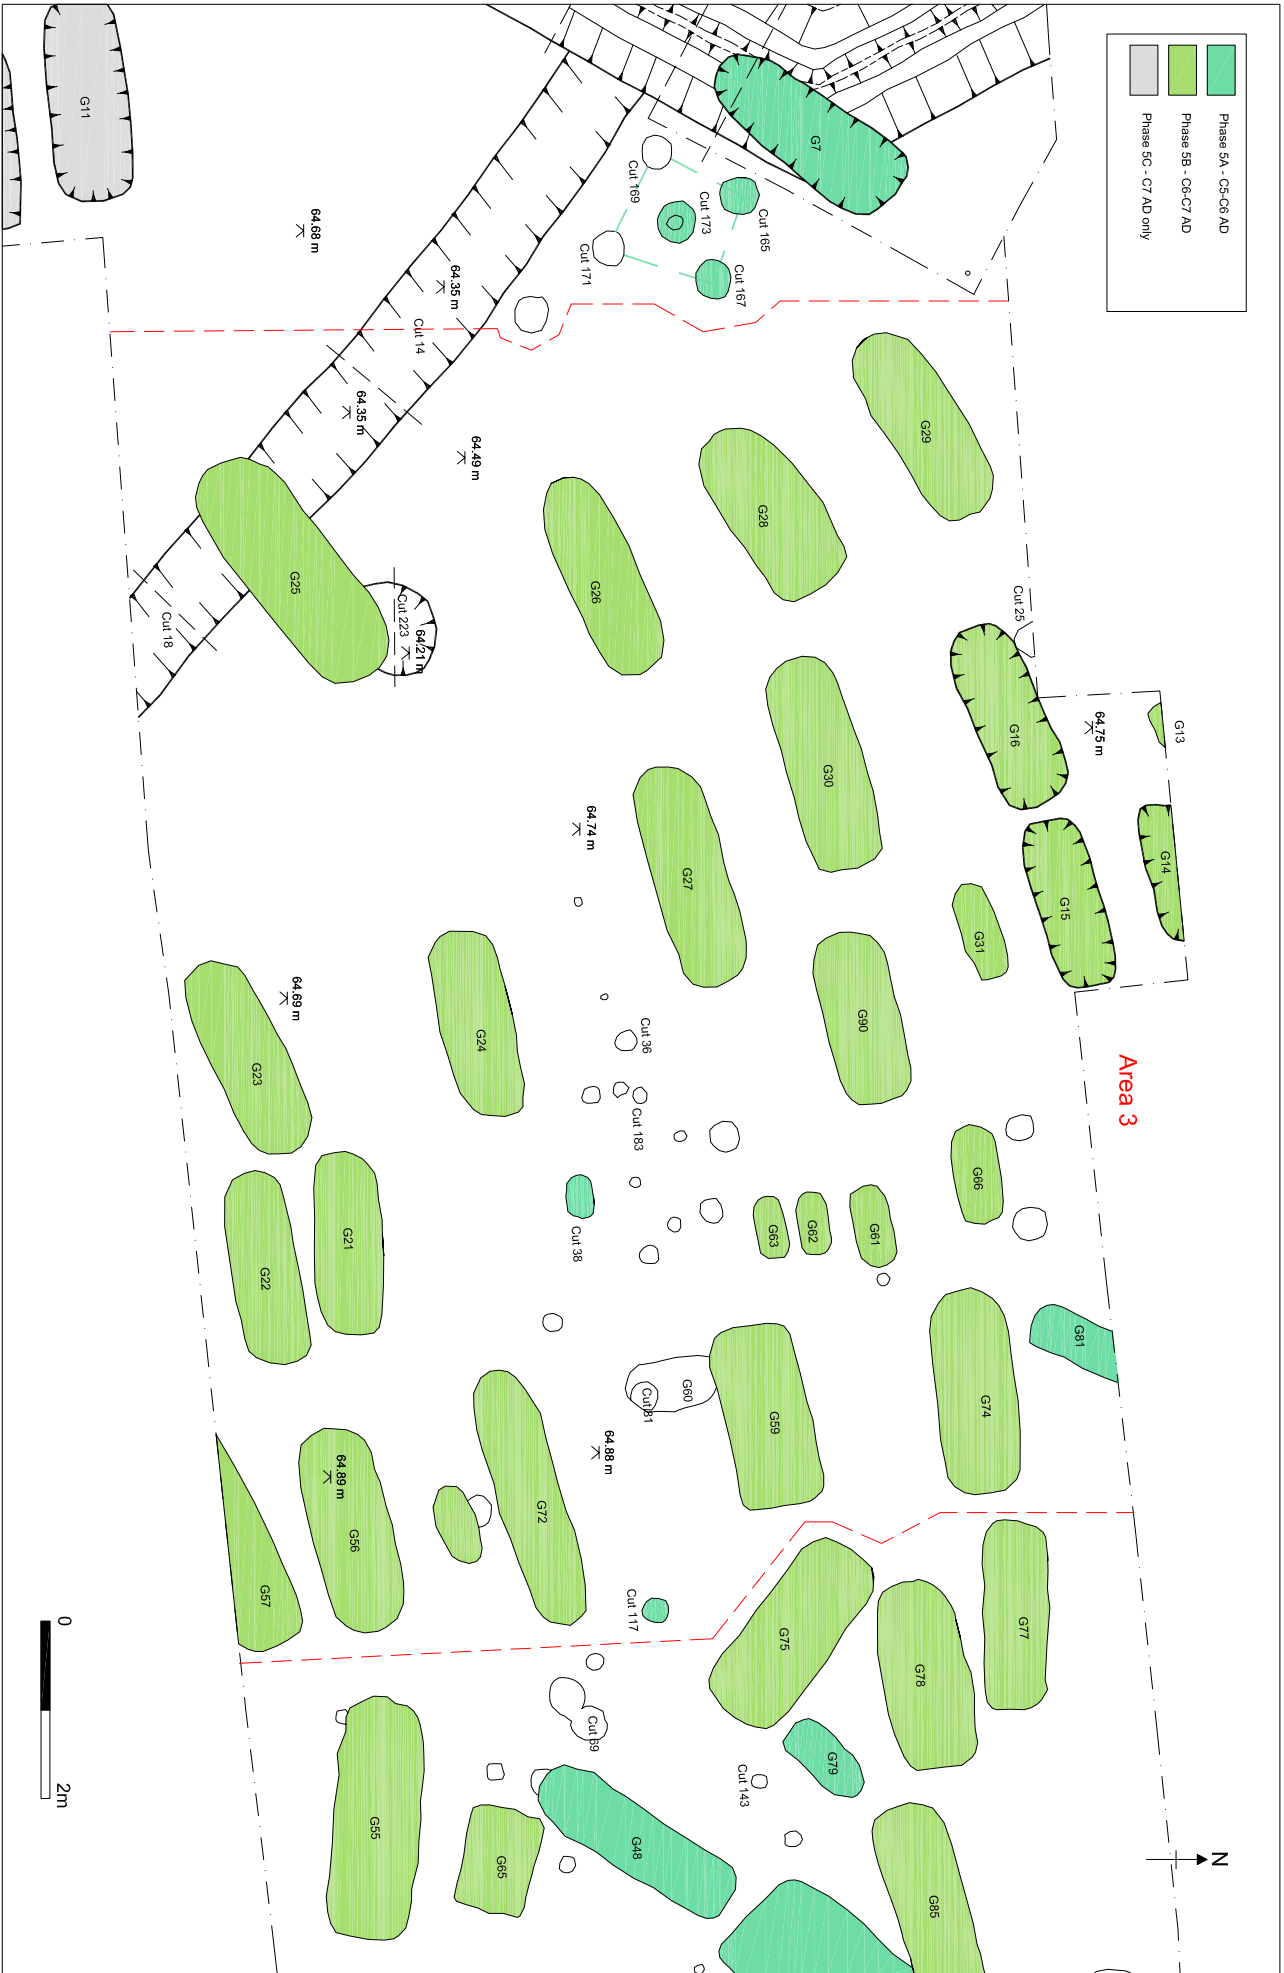 Phase 5A - C5-C6 AD
Phase 5B - C6-C7 AD
Phase 5C - C7 AD only
G11
G7
Cut 169
Cut 173
Cut 165
Cut 171
Cut 167
64.68 m
64.35 m
Cut 14
64.35 m
64.49 m
G29
G28
G26
G25
Cut 223
64.21 m
Cut 18
Cut 25
G16
64.75 m
G13
G14
G15
G30
G27
64.74 m
G31
Area 3
G90
G24
64.69 m
G23
Cut 36
Cut 183
Cut 38
G66
G61
G62
G63
G21
G22
G81
G74
G59
G60
Cut 81
64.88 m
G72
64.89 m
G56
G57
Cut 117
G75
G78
G77
Cut 69
G79
Cut 143
G48
G55
G65
G85
N
0
2m